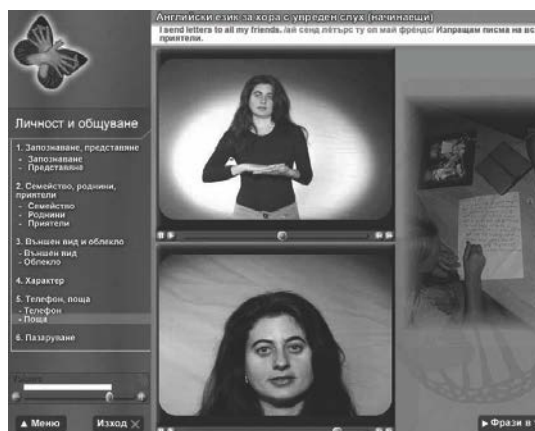 Английски език за хора с увреден слух (начинаещи)
I send letters to all my friends. /ай сенд лётърс ту ол май френдс/ Изпращам писма на вс
приятели.
Личност и общуване
1. Запознаване, представяне
- Запознаване
- Представяне
2. Семейство, роднини,
приятели
- Семейство
- Роднини
- Приятели
3. Външен вид и облекло
- Външен вид
- Облекло
4. Характер
5. Телефон, поща
- Телефон
- Поща
6. Пазаруване
▲ Меню
Изход ✕
▶ Фрази в